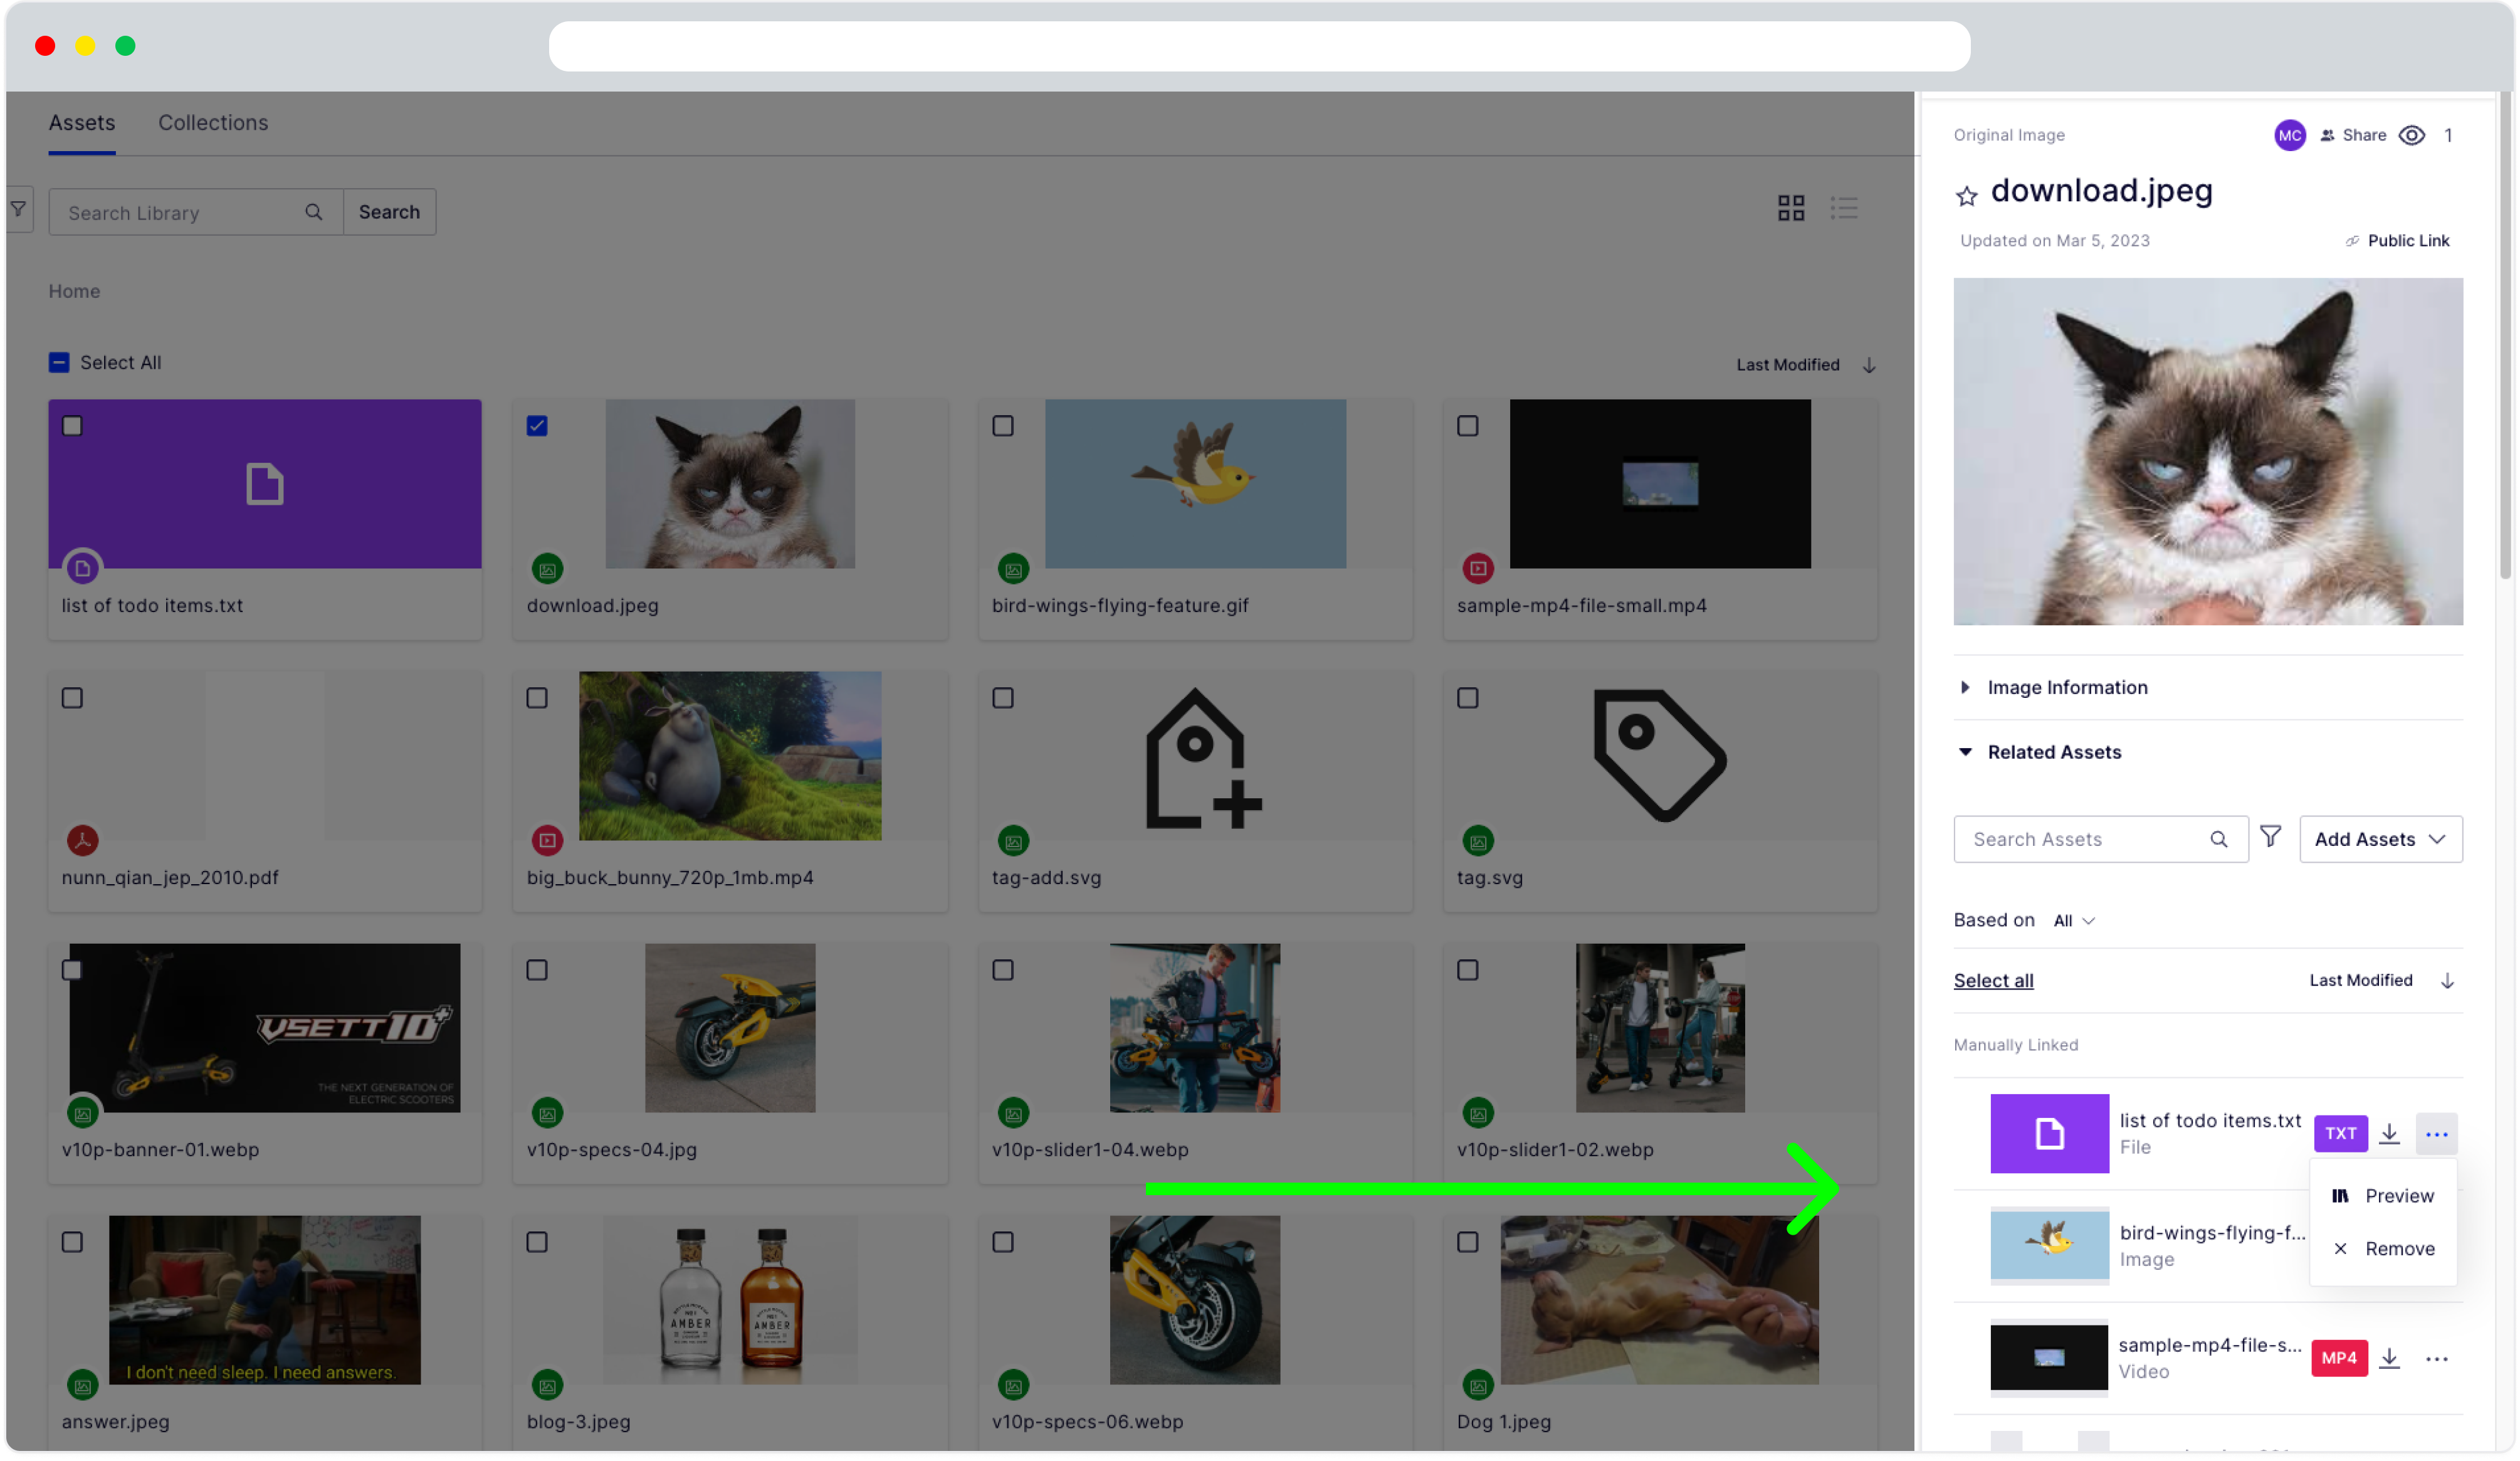 Assets
Collections
Search Library
Search
Home
Select All
Last Modified
list of todo items.txt
download.jpeg
bird-wings-flying-feature.gif
sample-mp4-file-small.mp4
nunn_qian_jep_2010.pdf
big_buck_bunny_720p_1mb.mp4
tag-add.svg
tag.svg
VSETT10+
THE NEXT GENERATION OF
ELECTRIC SCOOTERS
v10p-banner-01.webp
v10p-specs-04.jpg
v10p-slider1-04.webp
v10p-slider1-02.webp
I don't need sleep. I need answers.
AMBER
AMBER
answer.jpeg
blog-3.jpeg
v10p-specs-06.webp
Dog 1.jpeg
Original Image
MC
Share
1
download.jpeg
Updated on Mar 5, 2023
Public Link
Image Information
Related Assets
Search Assets
Add Assets
Based on All
Select all
Last Modified
Manually Linked
list of todo items.txt
File
TXT
Preview
Remove
bird-wings-flying-f...
Image
sample-mp4-file-s...
Video
MP4